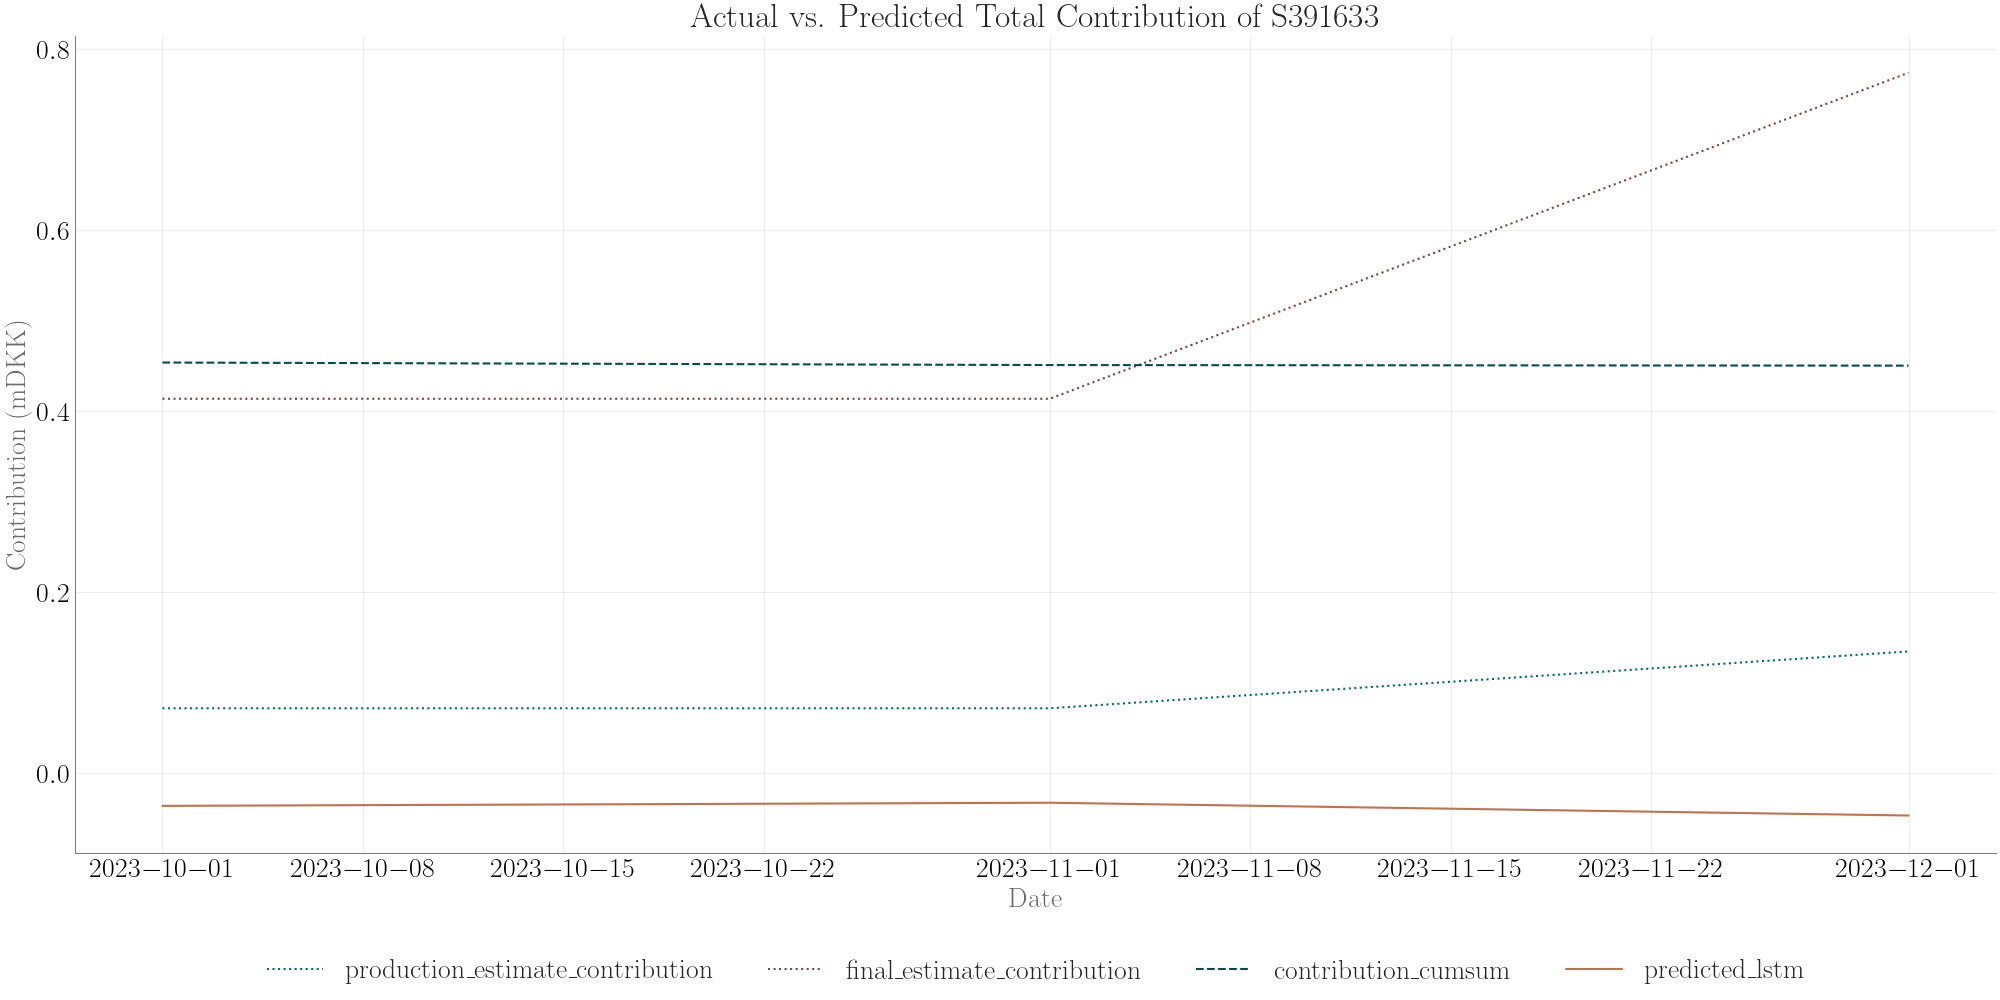 Actual vs. Predicted Total Contribution of S391633
Contribution (mDKK)
0.8
0.6
0.4
0.2
0.0
2023−10−01 2023−10−08 2023−10−15 2023−10−22 2023−11−01 2023−11−08 2023−11−15 2023−11−22 2023−12−01
Date
production_estimate_contribution final_estimate_contribution contribution_cumsum predicted_lstm